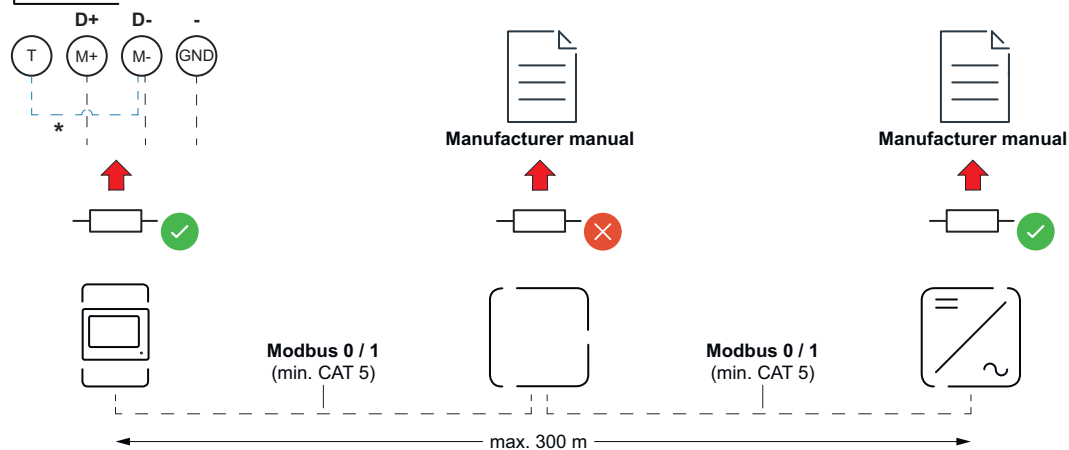 D+ D- -
T M+ M- GND
*
Manufacturer manual
Manufacturer manual
Modbus 0 / 1
(min. CAT 5)
Modbus 0 / 1
(min. CAT 5)
max. 300 m